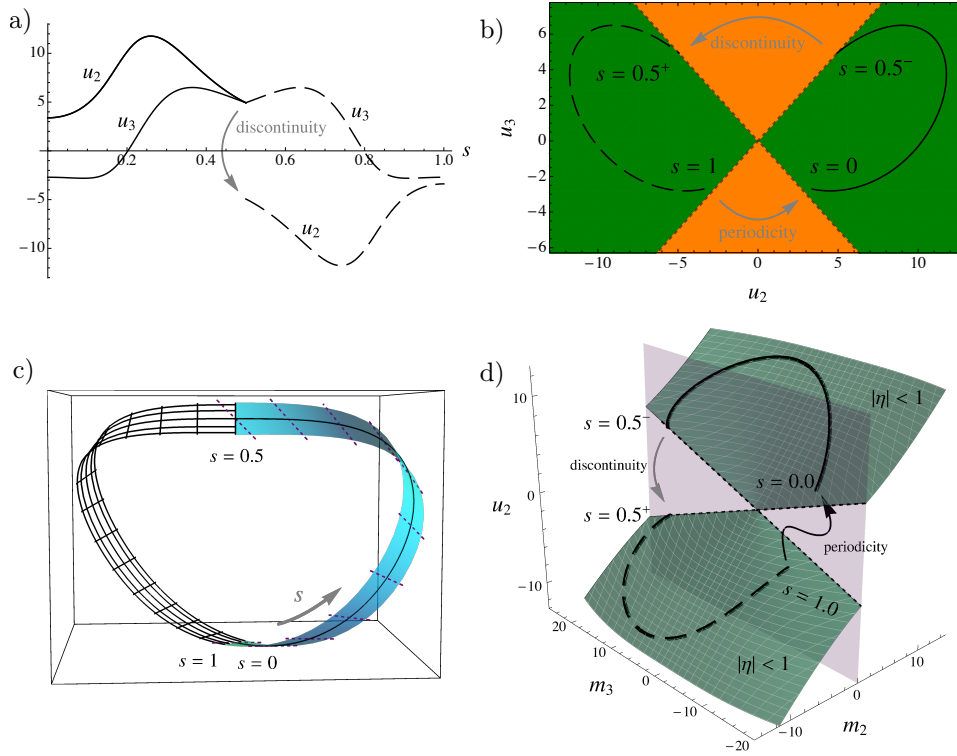 a)
10
5
−5
−10
0.2
0.4
0.6
0.8
1.0
s
u2
u3
discontinuity
u3
u2
b)
6
4
2
0
−2
−4
−6
−10
−5
0
5
10
u3
u2
discontinuity
s = 0.5+
s = 0.5−
s = 1
s = 0
periodicity
c)
s = 0.5
s
s = 1
s = 0
d)
10
0
−10
u2
|η| < 1
s = 0.5−
discontinuity
s = 0.0
s = 0.5+
periodicity
s = 1.0
|η| < 1
20
10
0
−10
−20
m3
−10
0
m2